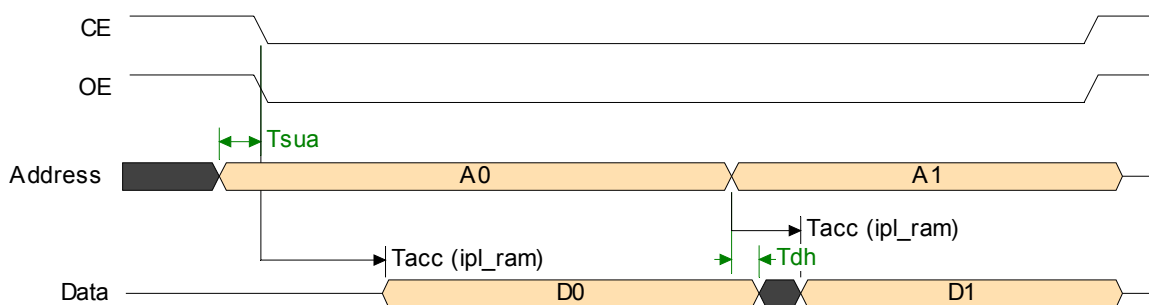 CE
OE
Tsua
Address A0 A1
Tacc (ipl_ram)
Tacc (ipl_ram) Tdh
Data D0 D1